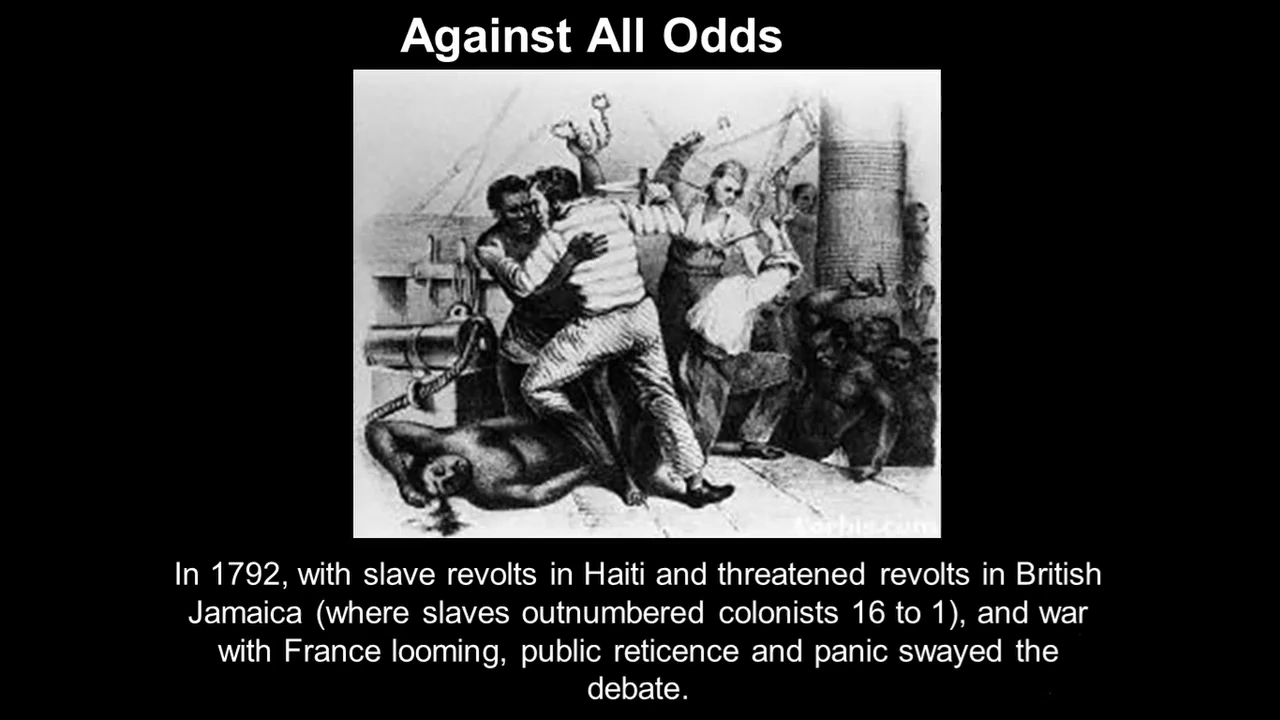 Against All Odds
In 1792, with slave revolts in Haiti and threatened revolts in British
Jamaica (where slaves outnumbered colonists 16 to 1), and war
with France looming, public reticence and panic swayed the
debate.